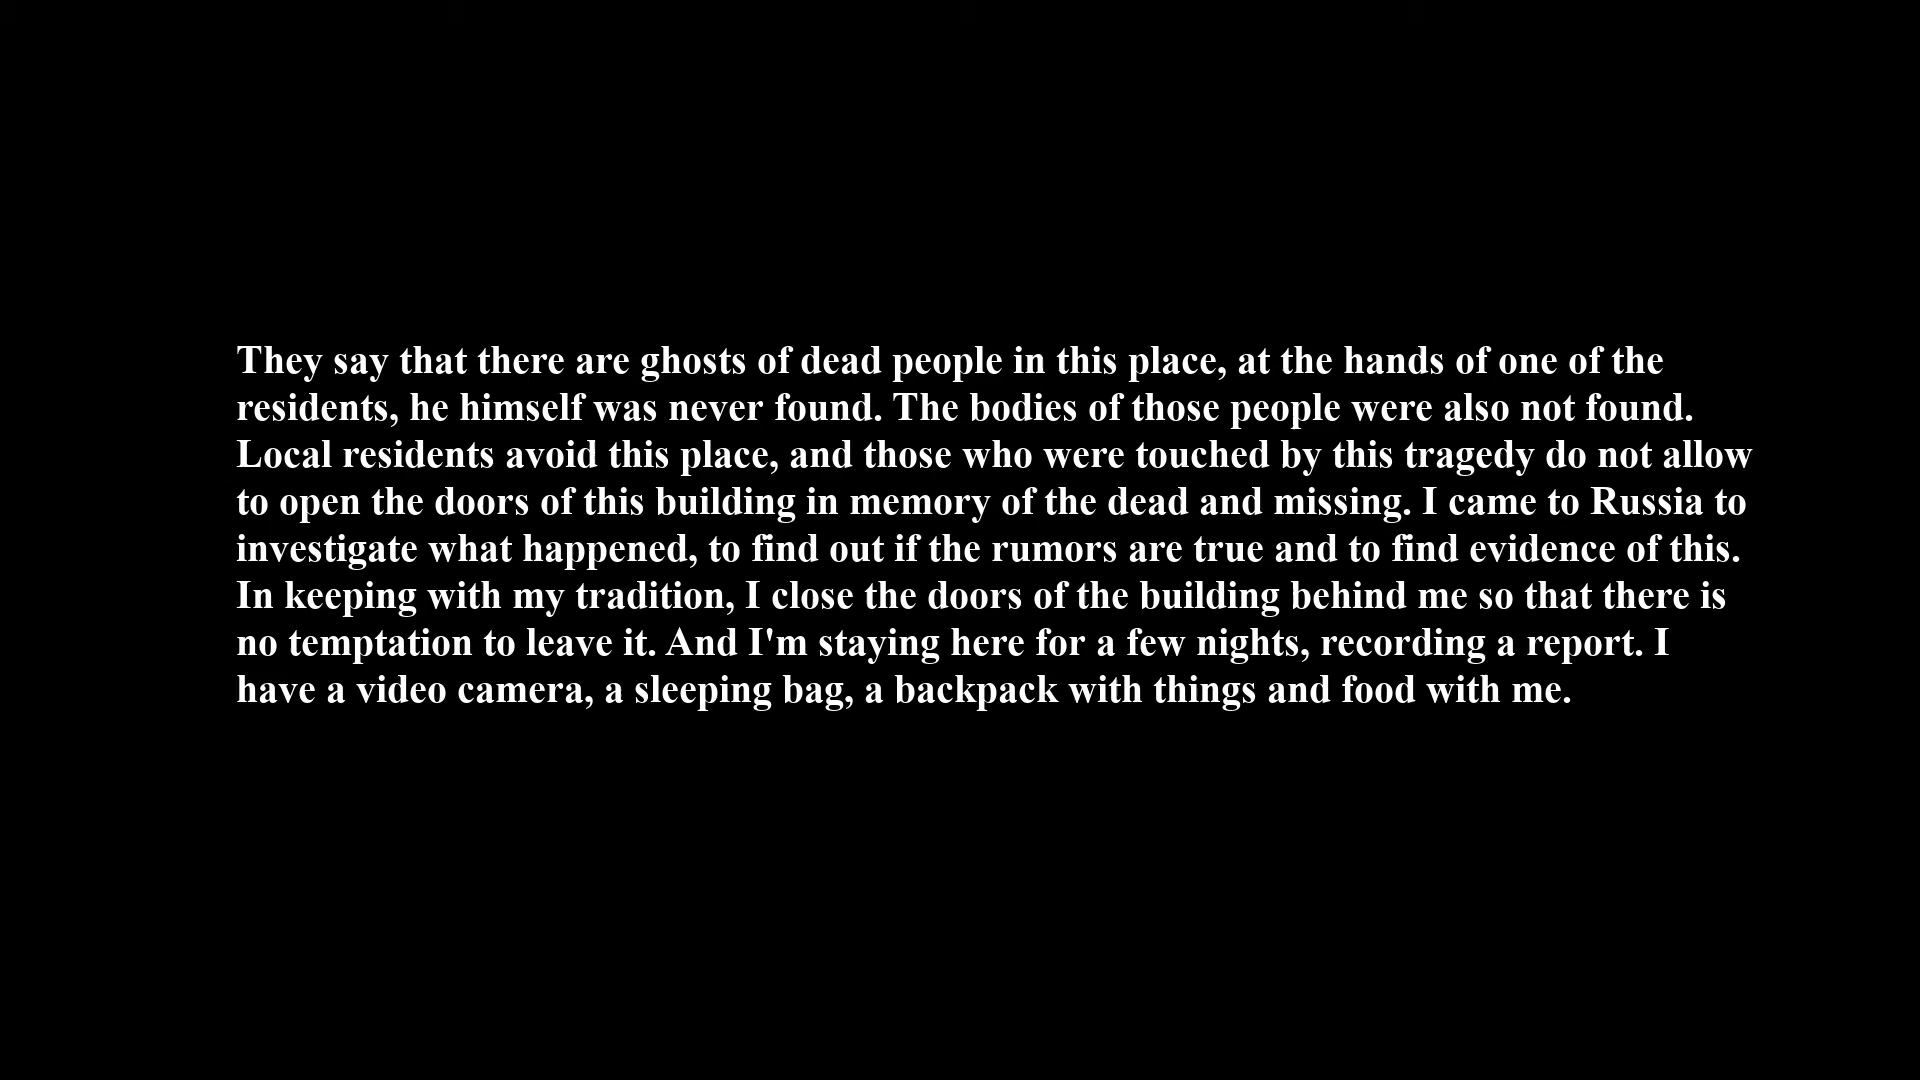 They say that there are ghosts of dead people in this place, at the hands of one of the
residents, he himself was never found. The bodies of those people were also not found.
Local residents avoid this place, and those who were touched by this tragedy do not allow
to open the doors of this building in memory of the dead and missing. I came to Russia to
investigate what happened, to find out if the rumors are true and to find evidence of this.
In keeping with my tradition, I close the doors of the building behind me so that there is
no temptation to leave it. And I'm staying here for a few nights, recording a report. I
have a video camera, a sleeping bag, a backpack with things and food with me.